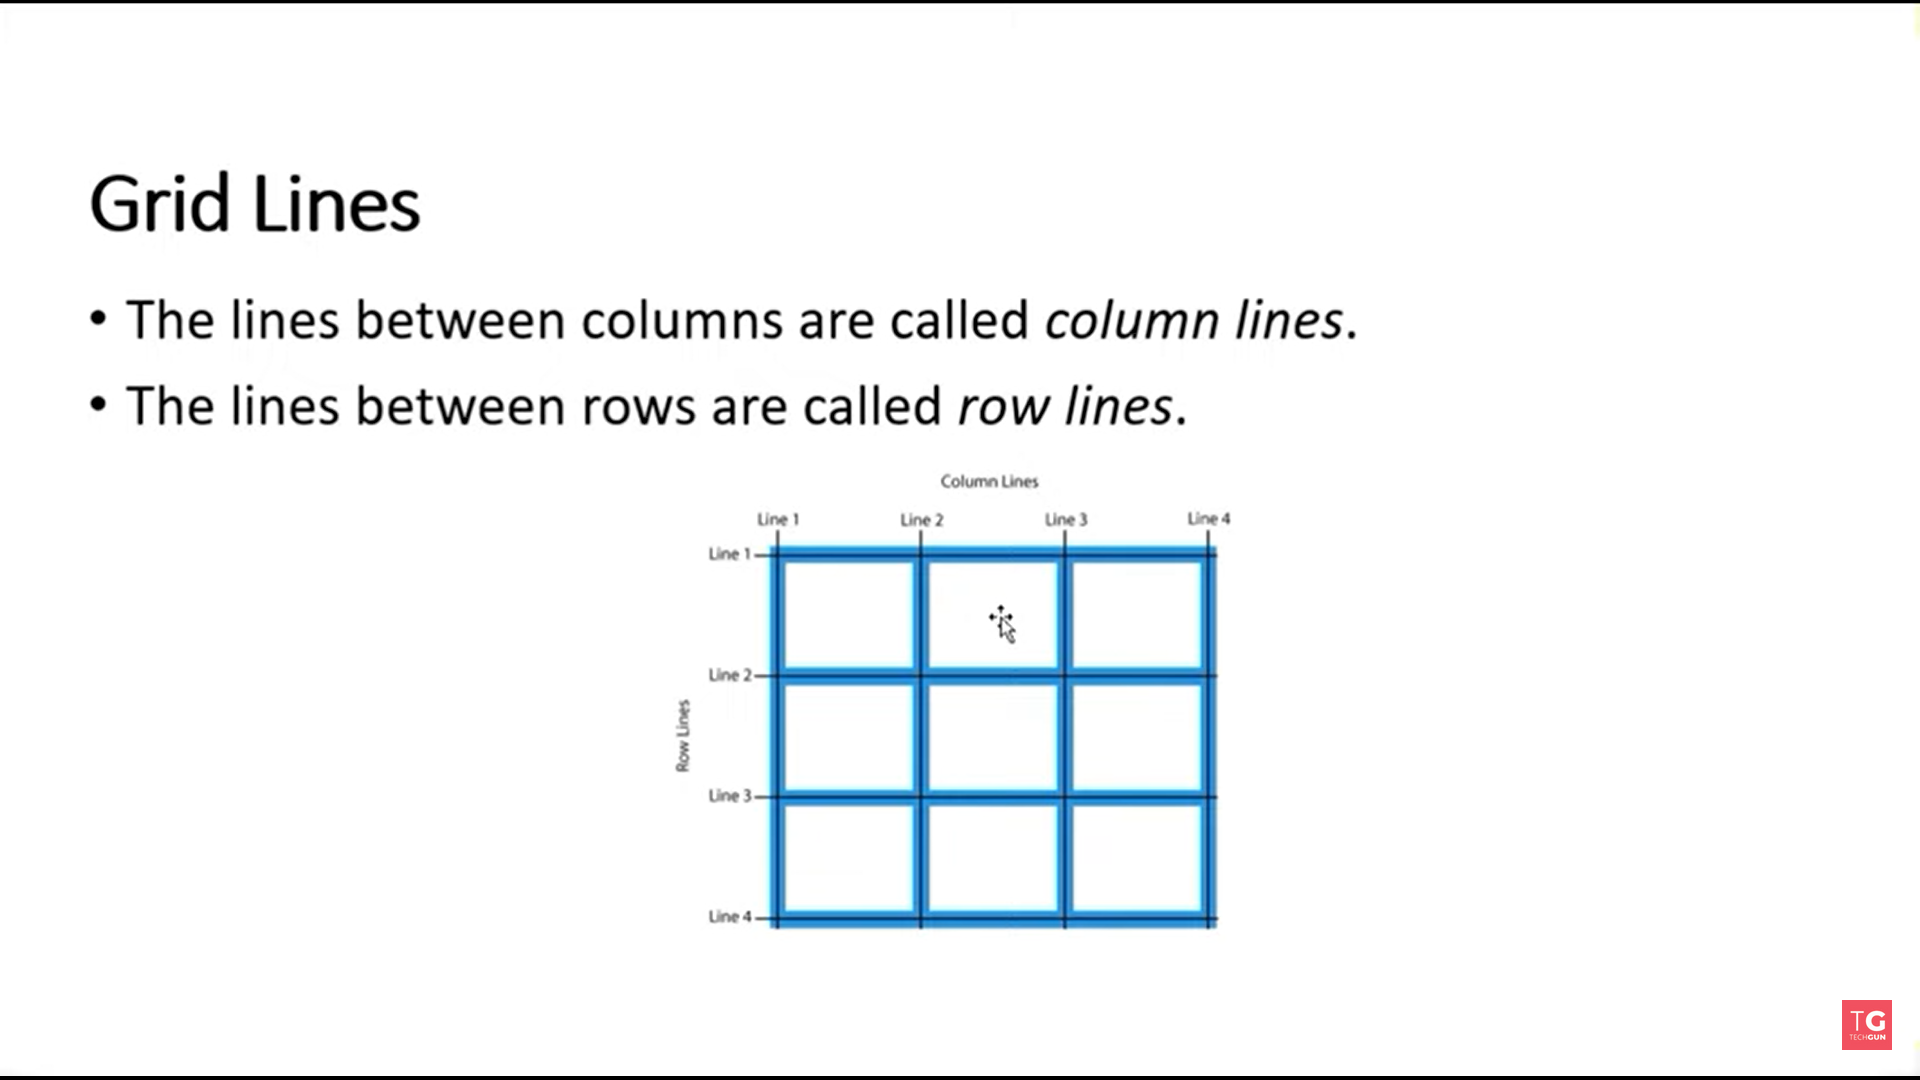 Grid Lines
• The lines between columns are called column lines.
• The lines between rows are called row lines.
Column Lines
Line 1 Line 2 Line 3 Line 4
Line 1
Line 2
Row Lines
Line 3
Line 4
TG
TECHGUN